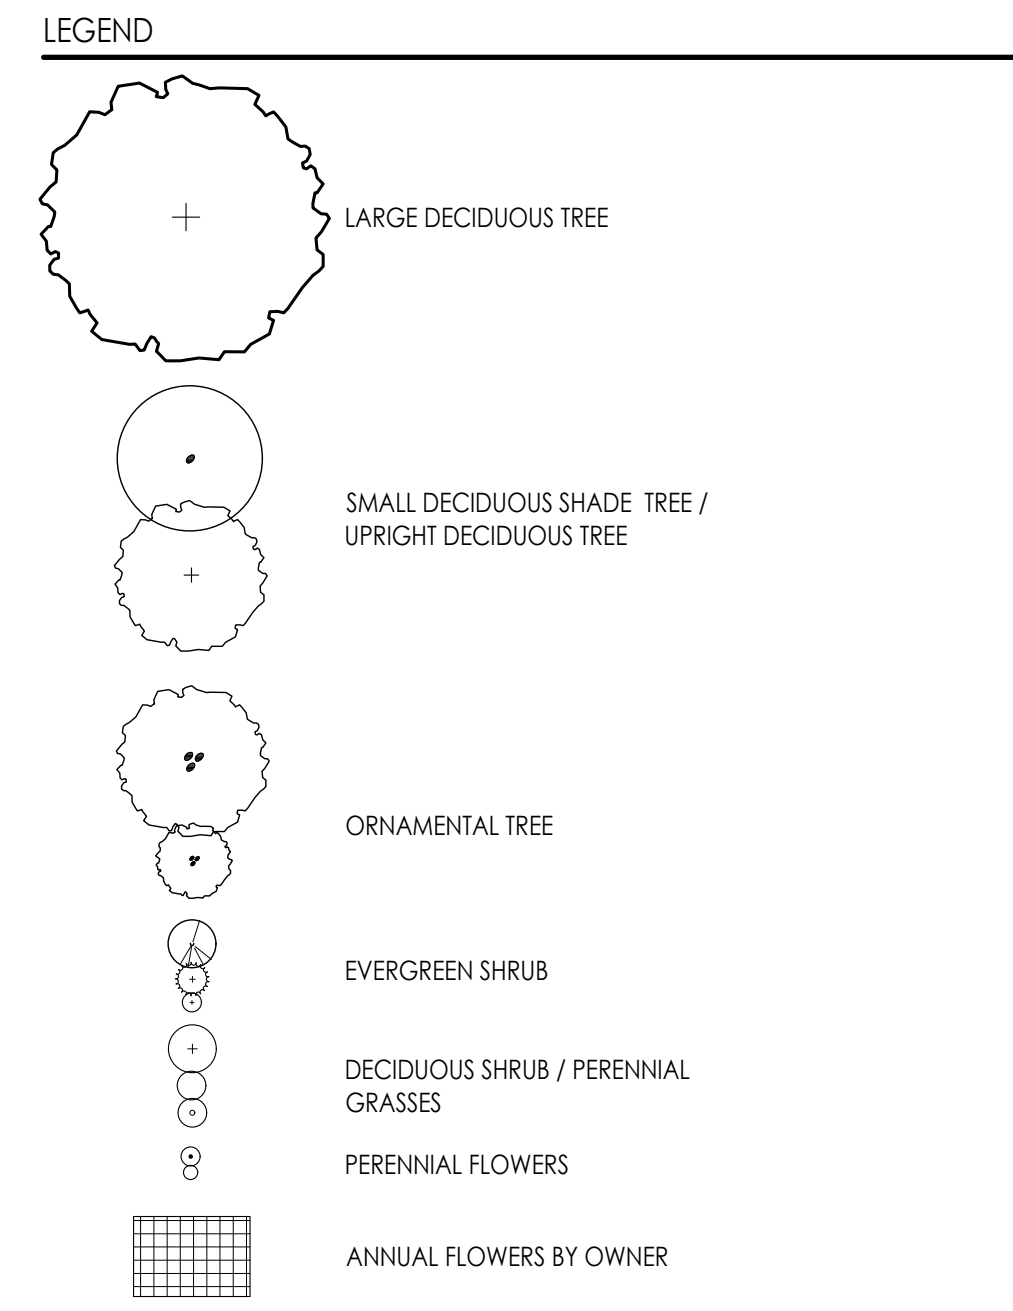 LEGEND
LARGE DECIDUOUS TREE
SMALL DECIDUOUS SHADE  TREE /
UPRIGHT DECIDUOUS TREE
ORNAMENTAL TREE
EVERGREEN SHRUB
DECIDUOUS SHRUB / PERENNIAL
GRASSES
PERENNIAL FLOWERS
ANNUAL FLOWERS BY OWNER